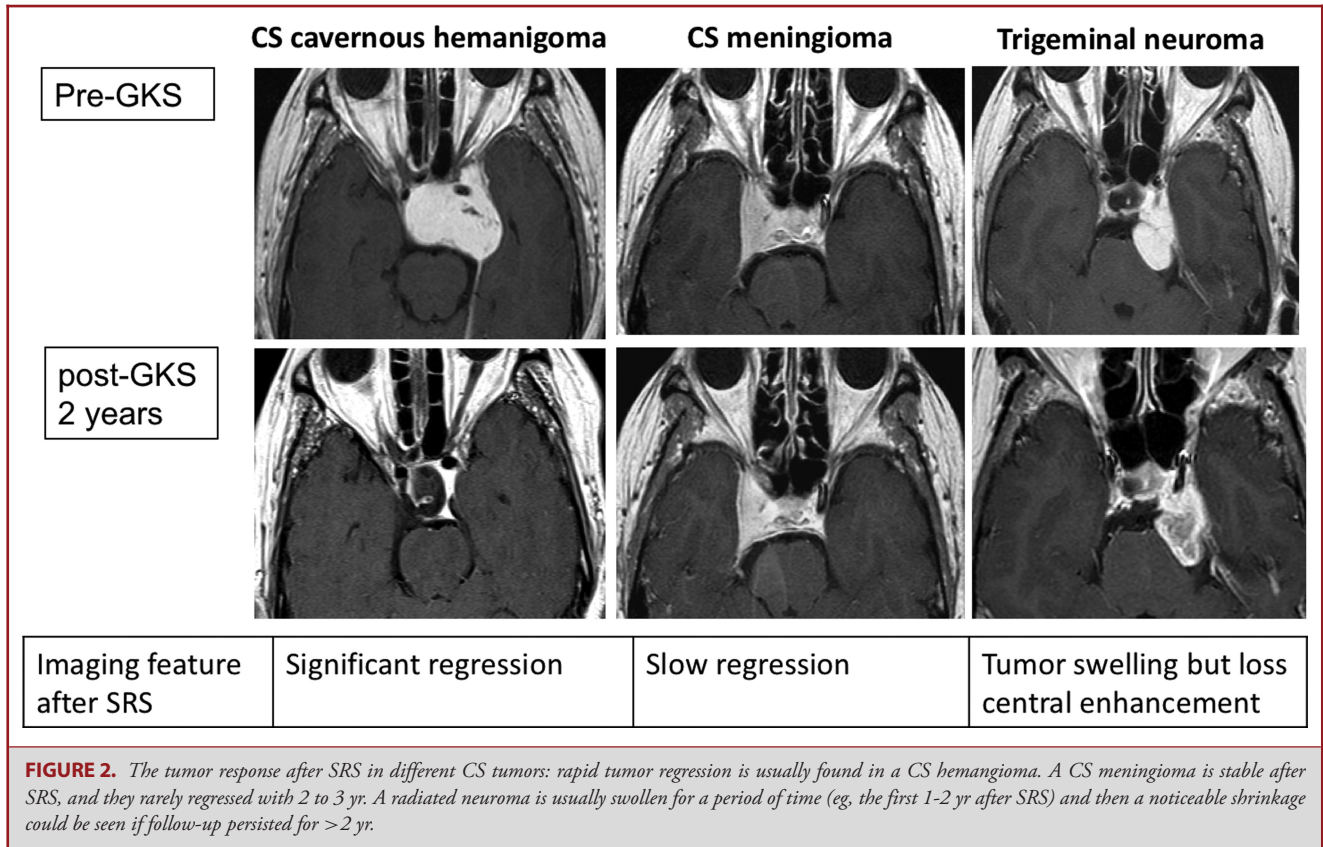 CS cavernous hemanigoma CS meningioma Trigeminal neuroma
Pre-GKS
post-GKS
2 years
Imaging feature
after SRS
Significant regression
Slow regression
Tumor swelling but loss
central enhancement
FIGURE 2. The tumor response after SRS in different CS tumors: rapid tumor regression is usually found in a CS hemangioma. A CS meningioma is stable after
SRS, and they rarely regressed with 2 to 3 yr. A radiated neuroma is usually swollen for a period of time (eg, the first 1-2 yr after SRS) and then a noticeable shrinkage
could be seen if follow-up persisted for >2 yr.